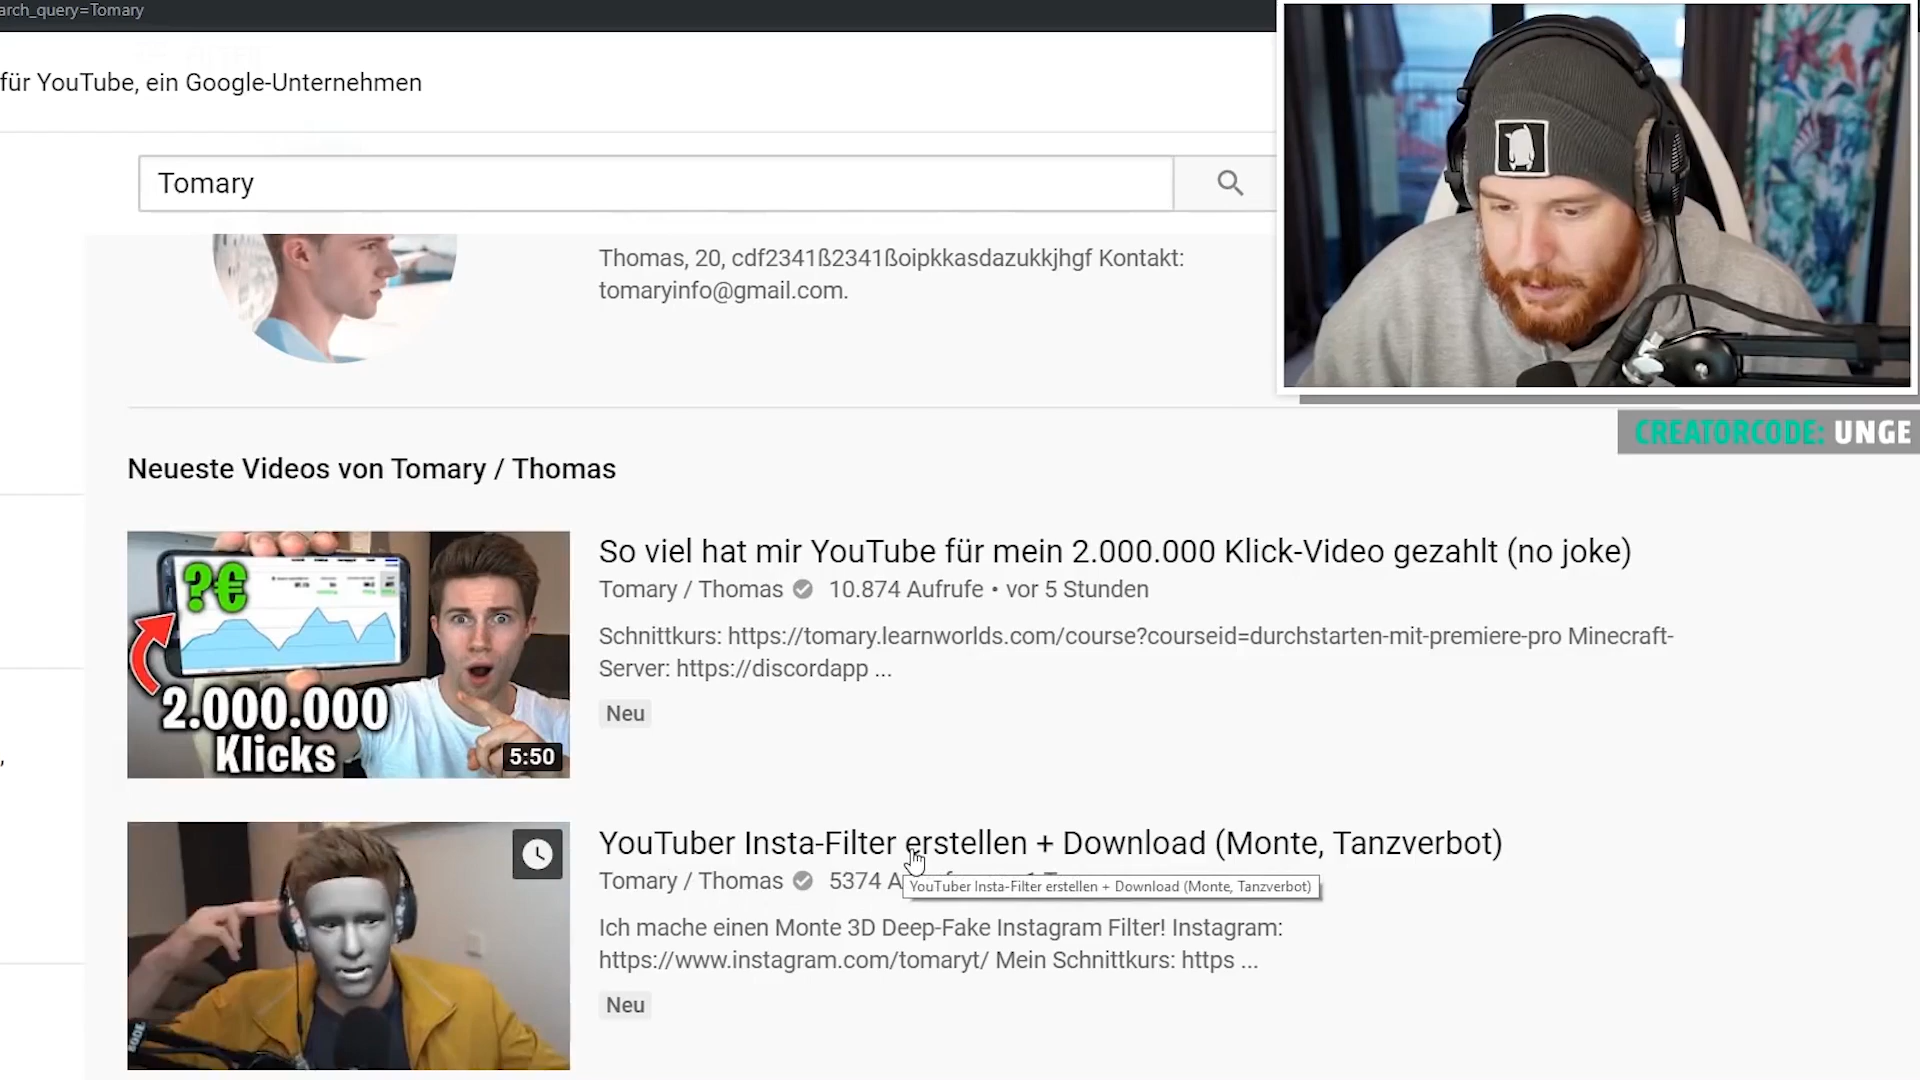 arch_query=Tomary
für YouTube, ein Google-Unternehmen
Tomary
Thomas, 20, cdf2341ß2341ßoipkkasdazukkjhgf Kontakt:
tomaryinfo@gmail.com.
CREATORCODE: UNGE
Neueste Videos von Tomary / Thomas
?€
2.000.000
Klicks
5:50
So viel hat mir YouTube für mein 2.000.000 Klick-Video gezahlt (no joke)
Tomary / Thomas 10.874 Aufrufe • vor 5 Stunden
Schnittkurs: https://tomary.learnworlds.com/course?courseid=durchstarten-mit-premiere-pro Minecraft-
Server: https://discordapp ...
Neu
YouTuber Insta-Filter erstellen + Download (Monte, Tanzverbot)
Tomary / Thomas 5374
YouTuber Insta-Filter erstellen + Download (Monte, Tanzverbot)
Ich mache einen Monte 3D Deep-Fake Instagram Filter! Instagram:
https://www.instagram.com/tomaryt/ Mein Schnittkurs: https ...
Neu